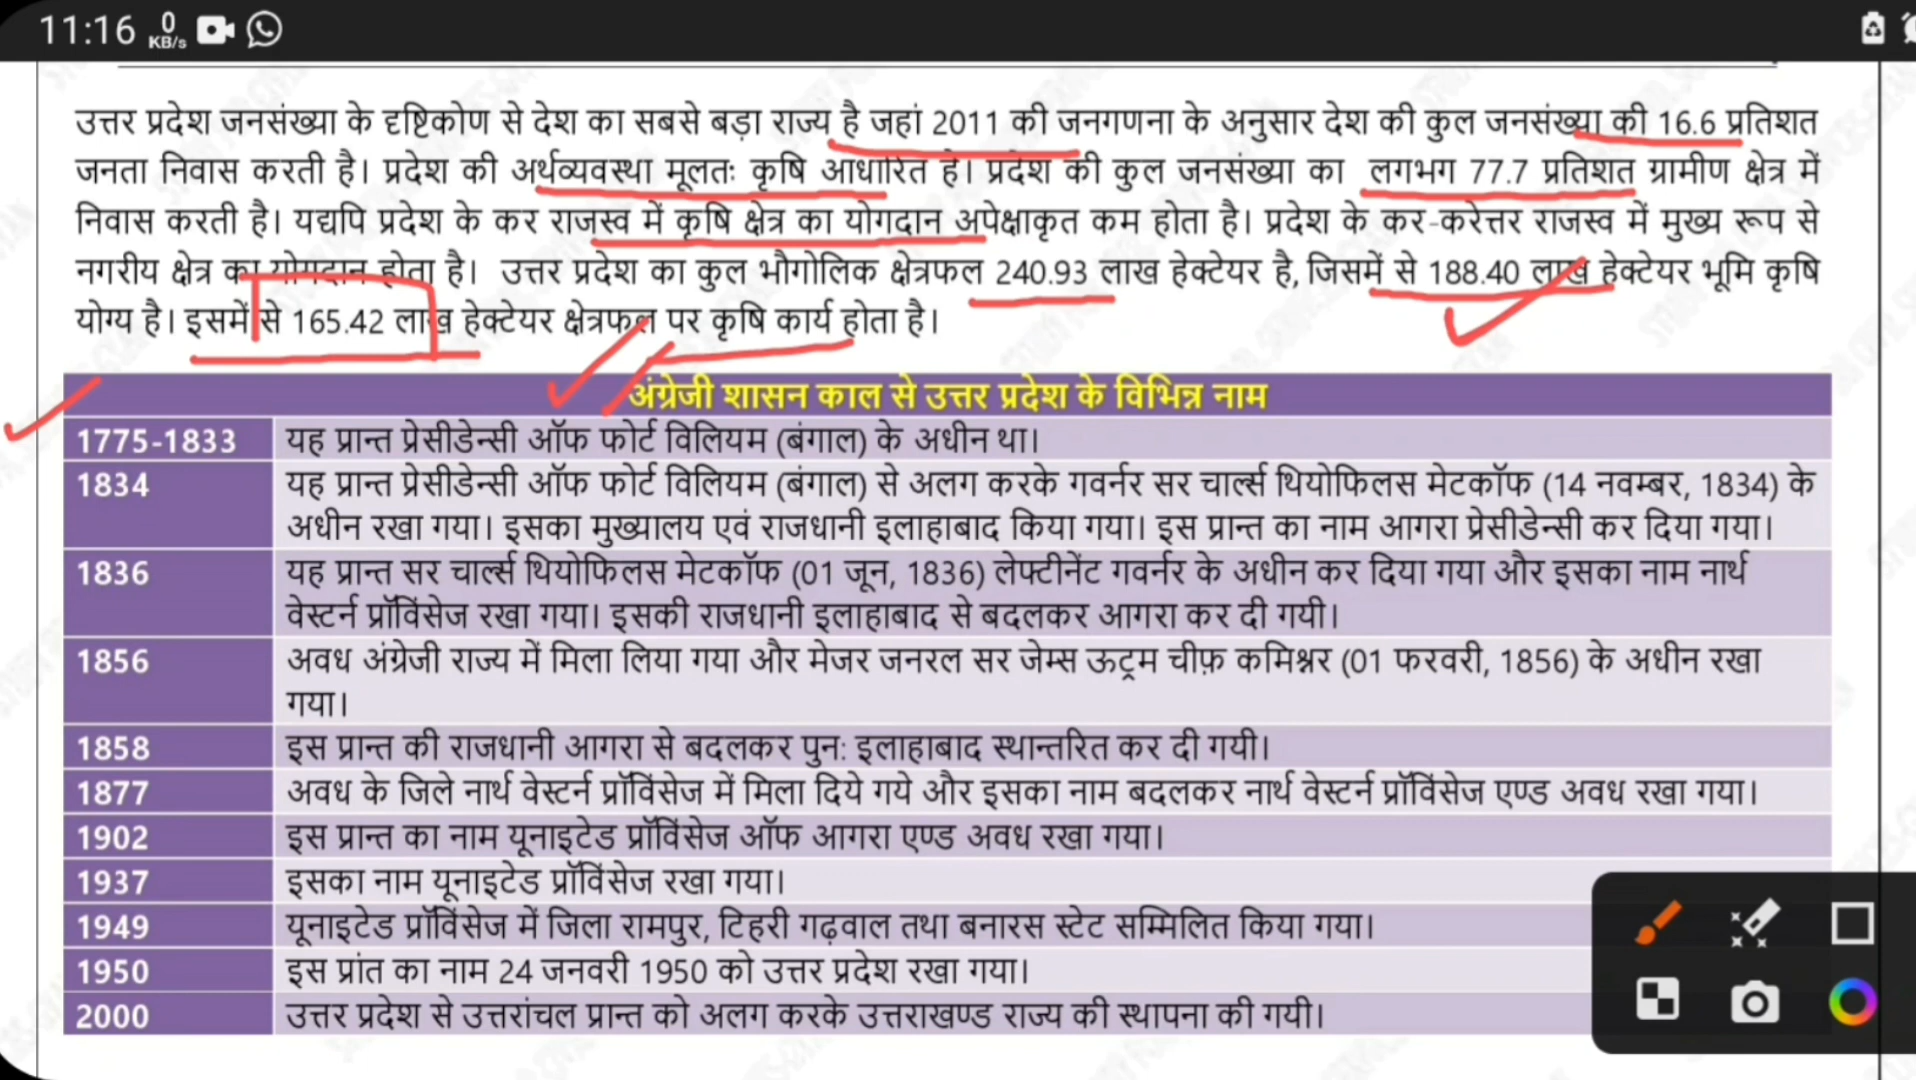 11:16 0 KB/s
उत्तर प्रदेश जनसंख्या के दृष्टिकोण से देश का सबसे बड़ा राज्य है जहां 2011 की जनगणना के अनुसार देश की कुल जनसंख्या की 16.6 प्रतिशत
जनता निवास करती है। प्रदेश की अर्थव्यवस्था मूलतः कृषि आधारित है। प्रदेश की कुल जनसंख्या का लगभग 77.7 प्रतिशत ग्रामीण क्षेत्र में
निवास करती है। यद्यपि प्रदेश के कर राजस्व में कृषि क्षेत्र का योगदान अपेक्षाकृत कम होता है। प्रदेश के कर-करेत्तर राजस्व में मुख्य रूप से
नगरीय क्षेत्र का योगदान होता है। उत्तर प्रदेश का कुल भौगोलिक क्षेत्रफल 240.93 लाख हेक्टेयर है, जिसमें से 188.40 लाख हेक्टेयर भूमि कृषि
योग्य है। इसमें से 165.42 लाख हेक्टेयर क्षेत्रफल पर कृषि कार्य होता है।
अंग्रेजी शासन काल से उत्तर प्रदेश के विभिन्न नाम
1775-1833 यह प्रान्त प्रेसीडेन्सी ऑफ फोर्ट विलियम (बंगाल) के अधीन था।
1834 यह प्रान्त प्रेसीडेन्सी ऑफ फोर्ट विलियम (बंगाल) से अलग करके गवर्नर सर चार्ल्स थियोफिलस मेटकॉफ (14 नवम्बर, 1834) के
अधीन रखा गया। इसका मुख्यालय एवं राजधानी इलाहाबाद किया गया। इस प्रान्त का नाम आगरा प्रेसीडेन्सी कर दिया गया।
1836 यह प्रान्त सर चार्ल्स थियोफिलस मेटकॉफ (01 जून, 1836) लेफ्टीनेंट गवर्नर के अधीन कर दिया गया और इसका नाम नार्थ
वेस्टर्न प्रॉविंसेज रखा गया। इसकी राजधानी इलाहाबाद से बदलकर आगरा कर दी गयी।
1856 अवध अंग्रेजी राज्य में मिला लिया गया और मेजर जनरल सर जेम्स ऊट्रम चीफ़ कमिश्नर (01 फरवरी, 1856) के अधीन रखा
गया।
1858 इस प्रान्त की राजधानी आगरा से बदलकर पुन: इलाहाबाद स्थान्तरित कर दी गयी।
1877 अवध के जिले नार्थ वेस्टर्न प्रॉविंसेज में मिला दिये गये और इसका नाम बदलकर नार्थ वेस्टर्न प्रॉविंसेज एण्ड अवध रखा गया।
1902 इस प्रान्त का नाम यूनाइटेड प्रॉविंसेज ऑफ आगरा एण्ड अवध रखा गया।
1937 इसका नाम यूनाइटेड प्रॉविंसेज रखा गया।
1949 यूनाइटेड प्रॉविंसेज में जिला रामपुर, टिहरी गढ़वाल तथा बनारस स्टेट सम्मिलित किया गया।
1950 इस प्रांत का नाम 24 जनवरी 1950 को उत्तर प्रदेश रखा गया।
2000 उत्तर प्रदेश से उत्तरांचल प्रान्त को अलग करके उत्तराखण्ड राज्य की स्थापना की गयी।